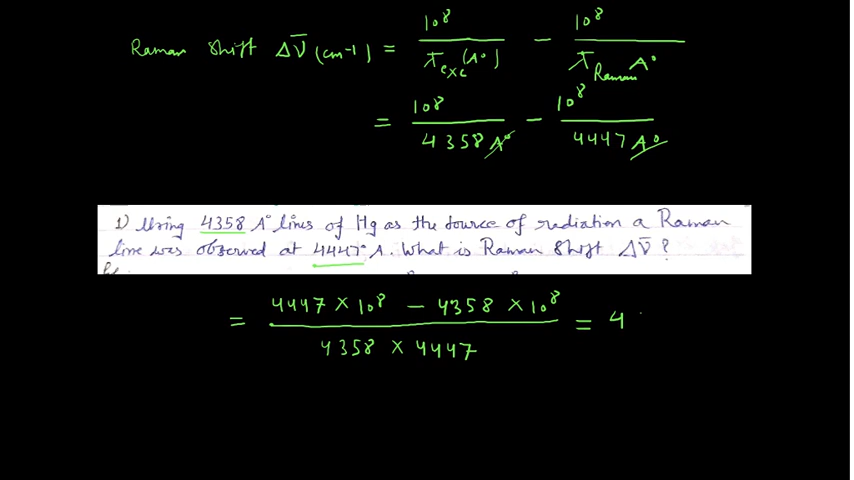 Raman Shift Δν̄ (cm-1) = 10⁸ / λexc (A°) − 10⁸ / λRaman A°
= 10⁸ / 4358 A° − 10⁸ / 4447 A°
1) Using 4358 A° lines of Hg as the source of radiation a Raman
line was observed at 4447° A. What is Raman Shift Δν̄ ?
= 4447 × 10⁸ − 4358 × 10⁸ / 4358 × 4447 = 4